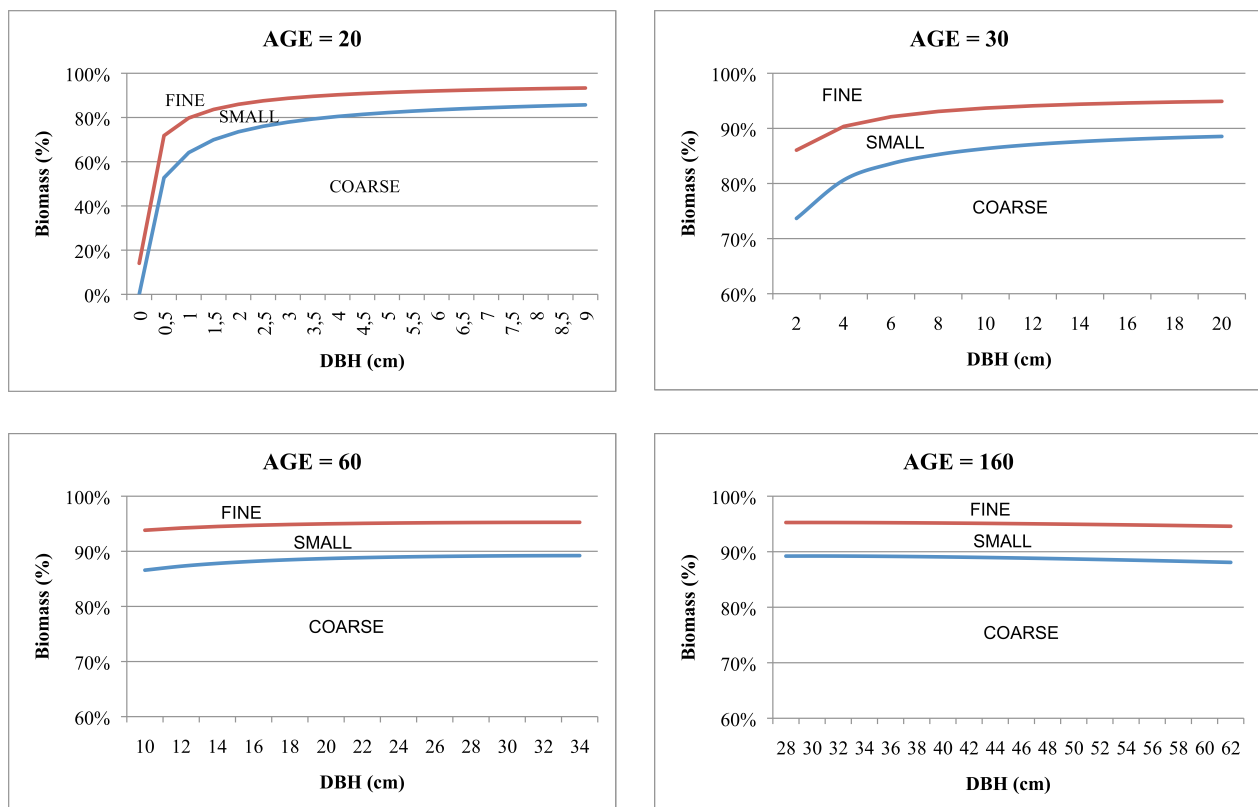 AGE = 20
100%
80%
60%
40%
20%
0%
Biomass (%)
FINE
SMALL
COARSE
0 0,5 1 1,5 2 2,5 3 3,5 4 4,5 5 5,5 6 6,5 7 7,5 8 8,5 9
DBH (cm)
AGE = 30
100%
90%
80%
70%
60%
Biomass (%)
FINE
SMALL
COARSE
2 4 6 8 10 12 14 16 18 20
DBH (cm)
AGE = 60
100%
90%
80%
70%
60%
Biomass (%)
FINE
SMALL
COARSE
10 12 14 16 18 20 22 24 26 28 30 32 34
DBH (cm)
AGE = 160
100%
90%
80%
70%
60%
Biomass (%)
FINE
SMALL
COARSE
28 30 32 34 36 38 40 42 44 46 48 50 52 54 56 58 60 62
DBH (cm)